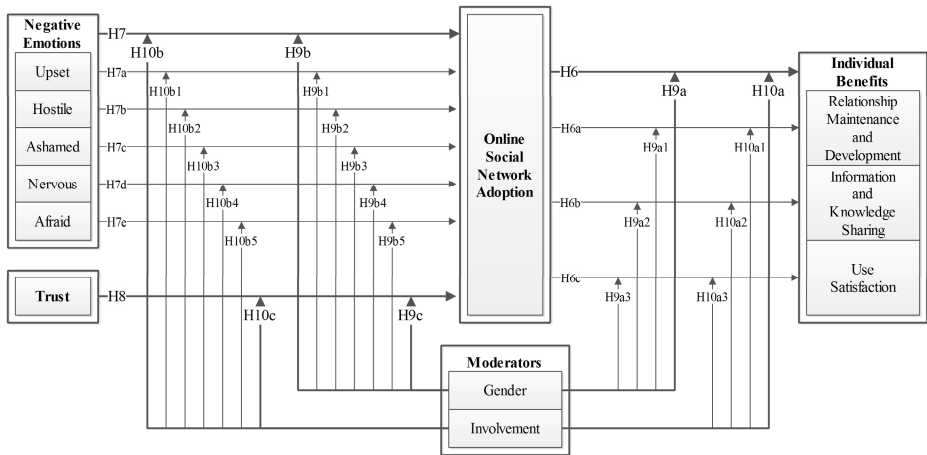 Negative
Emotions
Upset
Hostile
Ashamed
Nervous
Afraid
Trust
H7
H7a
H7b
H7c
H7d
H7e
H8
H10b
H10b1
H10b2
H10b3
H10b4
H10b5
H10c
H9b
H9b1
H9b2
H9b3
H9b4
H9b5
H9c
Online
Social
Network
Adoption
Moderators
Gender
Involvement
H6
H6a
H6b
H6c
H9a
H9a1
H9a2
H9a3
H10a
H10a1
H10a2
H10a3
Individual
Benefits
Relationship
Maintenance
and
Development
Information
and
Knowledge
Sharing
Use
Satisfaction